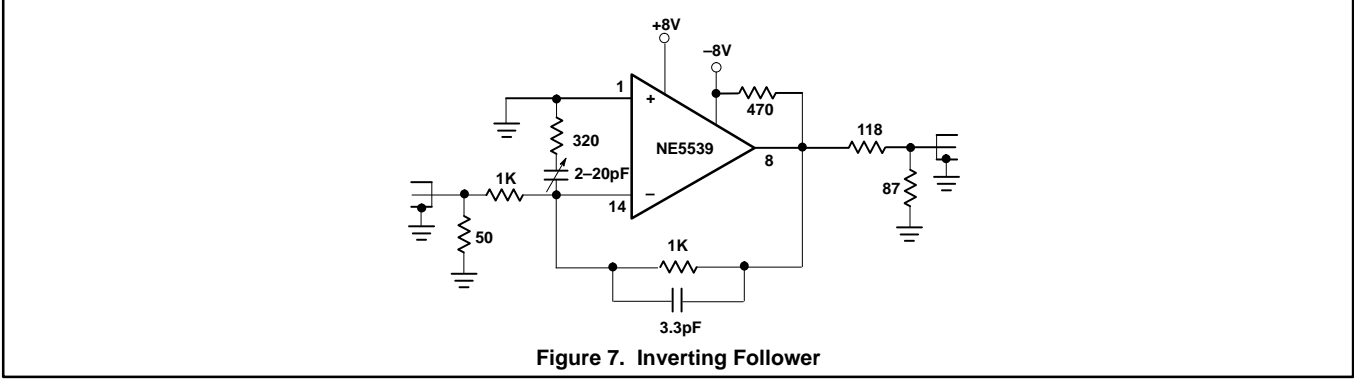 +8V
–8V
1
+
470
320
NE5539
118
8
2–20pF
1K
–
14
87
50
1K
3.3pF
Figure 7. Inverting Follower